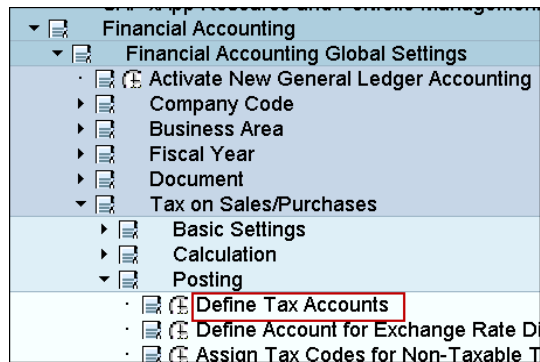 Financial Accounting
Financial Accounting Global Settings
Activate New General Ledger Accounting
Company Code
Business Area
Fiscal Year
Document
Tax on Sales/Purchases
Basic Settings
Calculation
Posting
Define Tax Accounts
Define Account for Exchange Rate Di
Assign Tax Codes for Non-Taxable T